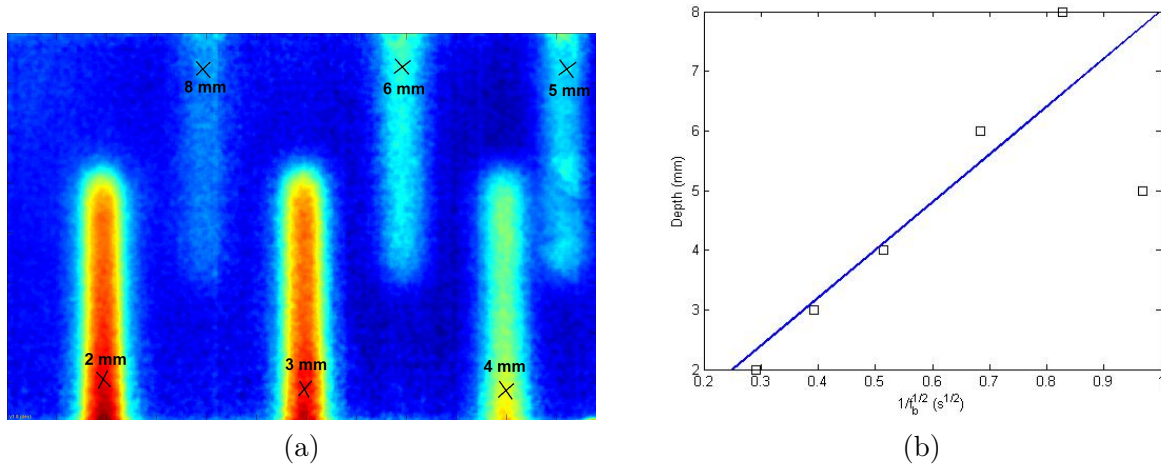 8 mm
6 mm
5 mm
2 mm
3 mm
4 mm
(a)
Depth (mm)
8
7
6
5
4
3
2
0.2 0.3 0.4 0.5 0.6 0.7 0.8 0.9 1
1/f_b^{1/2} (s^{1/2})
(b)